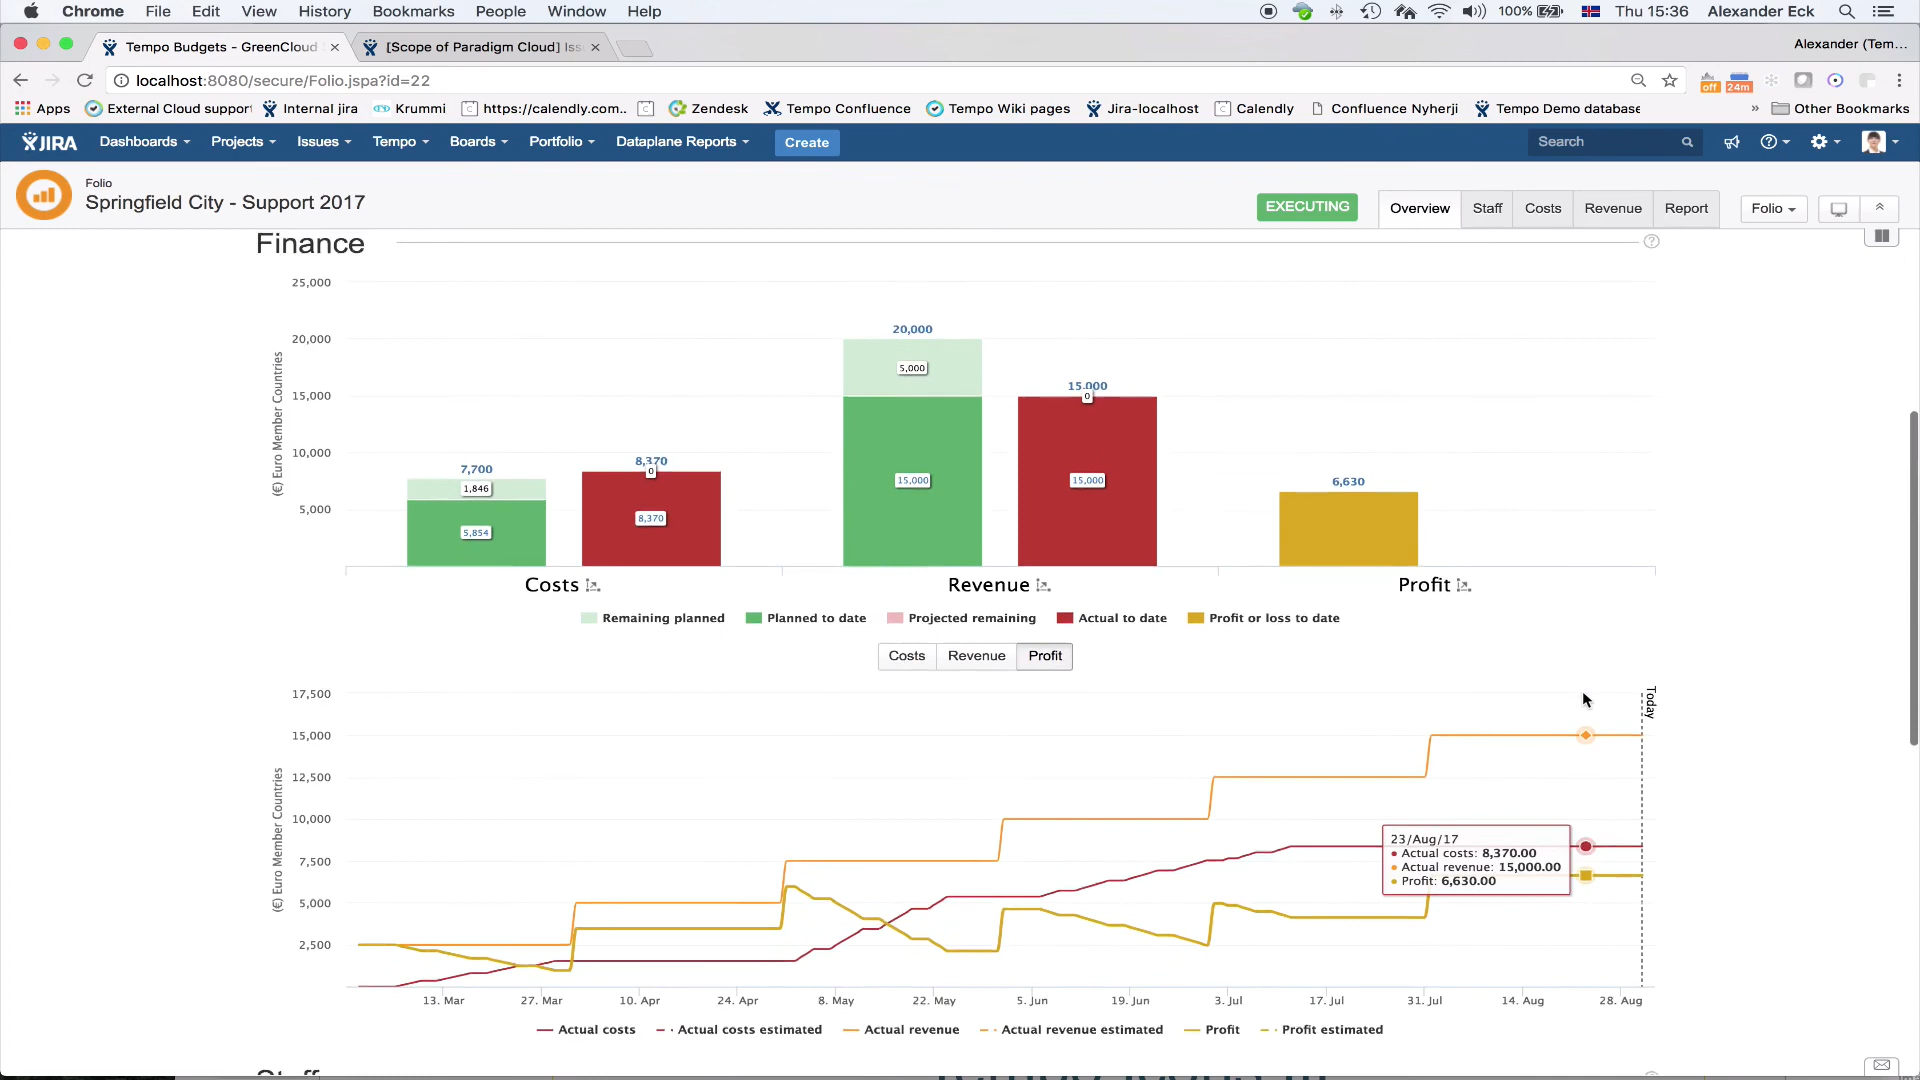 Chrome File Edit View History Bookmarks People Window Help 100% Thu 15:36 Alexander Eck
Tempo Budgets - GreenCloud [Scope of Paradigm Cloud] Iss Alexander (Tem...
localhost:8080/secure/Folio.jspa?id=22 off 24m
Apps External Cloud support Internal jira Krummi https://calendly.com.. Zendesk Tempo Confluence Tempo Wiki pages Jira-localhost Calendly Confluence Nyherji Tempo Demo database » Other Bookmarks
JIRA Dashboards Projects Issues Tempo Boards Portfolio Dataplane Reports Create Search
Folio
Springfield City - Support 2017
EXECUTING Overview Staff Costs Revenue Report Folio
Finance
25,000
20,000
15,000
10,000
5,000
(€) Euro Member Countries
7,700
1,846
5,854
8,370
0
8,370
20,000
5,000
15,000
15,000
0
15,000
6,630
Costs Revenue Profit
Remaining planned Planned to date Projected remaining Actual to date Profit or loss to date
Costs Revenue Profit
17,500
15,000
12,500
10,000
7,500
5,000
2,500
(€) Euro Member Countries
Today
23/Aug/17
Actual costs: 8,370.00
Actual revenue: 15,000.00
Profit: 6,630.00
13. Mar 27. Mar 10. Apr 24. Apr 8. May 22. May 5. Jun 19. Jun 3. Jul 17. Jul 31. Jul 14. Aug 28. Aug
Actual costs Actual costs estimated Actual revenue Actual revenue estimated Profit Profit estimated